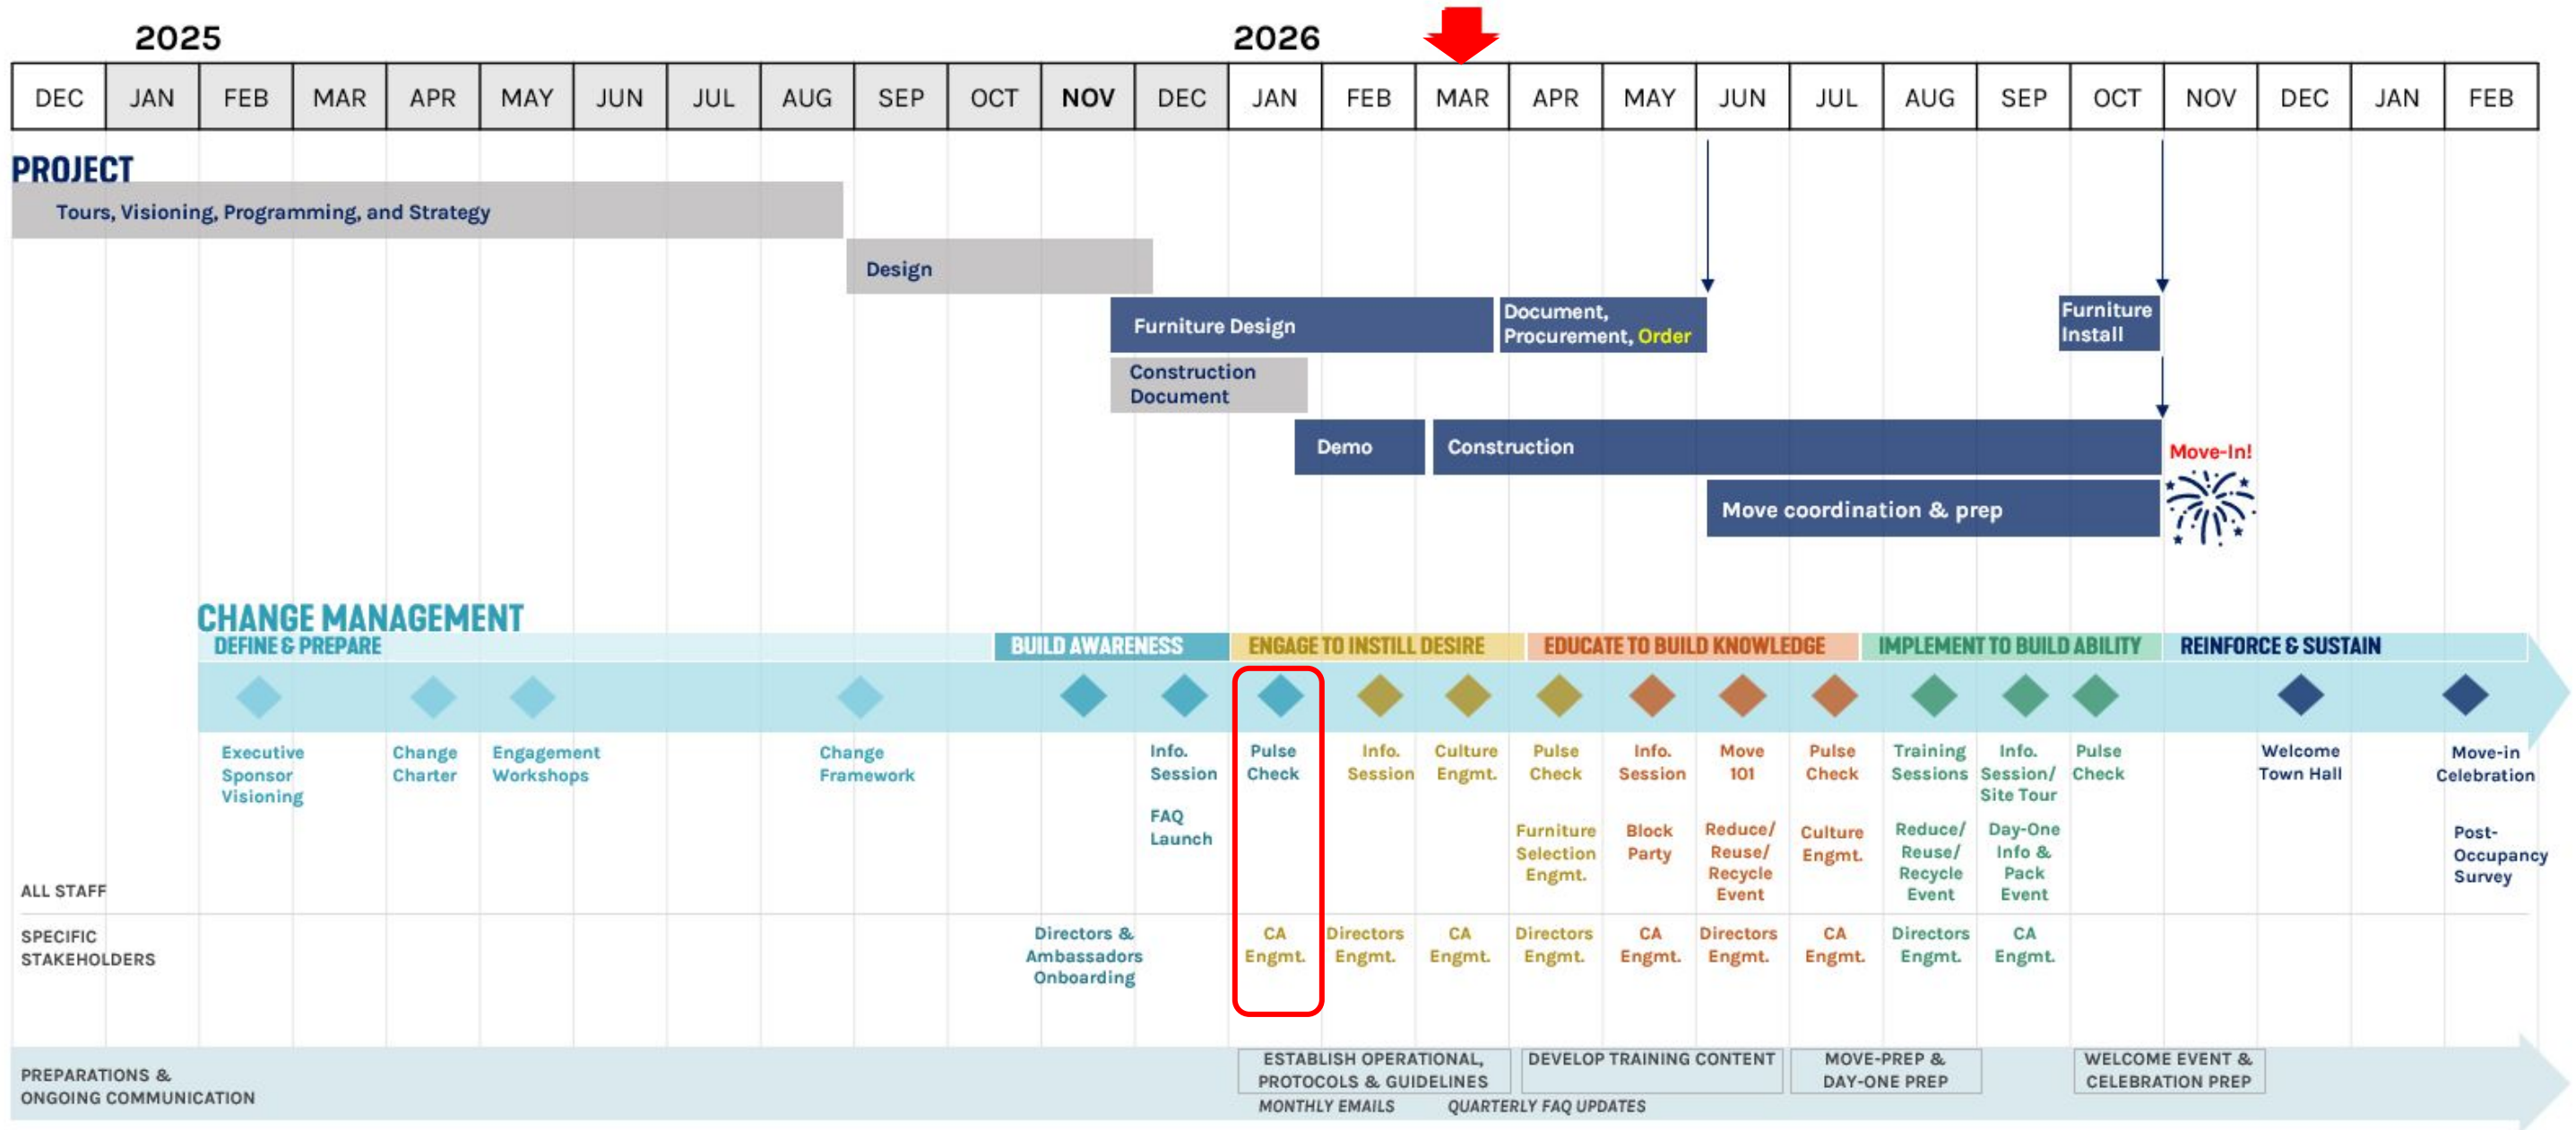 2025
2026
DEC JAN FEB MAR APR MAY JUN JUL AUG SEP OCT NOV DEC JAN FEB MAR APR MAY JUN JUL AUG SEP OCT NOV DEC JAN FEB
PROJECT
Tours, Visioning, Programming, and Strategy
Design
Furniture Design
Document,
Procurement, Order
Furniture
Install
Construction
Document
Demo
Construction
Move-In!
Move coordination & prep
CHANGE MANAGEMENT
DEFINE & PREPARE
BUILD AWARENESS
ENGAGE TO INSTILL DESIRE
EDUCATE TO BUILD KNOWLEDGE
IMPLEMENT TO BUILD ABILITY
REINFORCE & SUSTAIN
Executive
Sponsor
Visioning
Change
Charter
Engagement
Workshops
Change
Framework
Info.
Session
FAQ
Launch
Pulse
Check
Info.
Session
Culture
Engmt.
Pulse
Check
Furniture
Selection
Engmt.
Info.
Session
Block
Party
Move
101
Reduce/
Reuse/
Recycle
Event
Pulse
Check
Culture
Engmt.
Training
Sessions
Reduce/
Reuse/
Recycle
Event
Info.
Session/
Site Tour
Day-One
Info &
Pack
Event
Pulse
Check
Welcome
Town Hall
Move-in
Celebration
Post-
Occupancy
Survey
ALL STAFF
SPECIFIC
STAKEHOLDERS
Directors &
Ambassadors
Onboarding
CA
Engmt.
Directors
Engmt.
CA
Engmt.
Directors
Engmt.
CA
Engmt.
Directors
Engmt.
CA
Engmt.
Directors
Engmt.
CA
Engmt.
PREPARATIONS &
ONGOING COMMUNICATION
ESTABLISH OPERATIONAL,
PROTOCOLS & GUIDELINES
DEVELOP TRAINING CONTENT
MOVE-PREP &
DAY-ONE PREP
WELCOME EVENT &
CELEBRATION PREP
MONTHLY EMAILS
QUARTERLY FAQ UPDATES